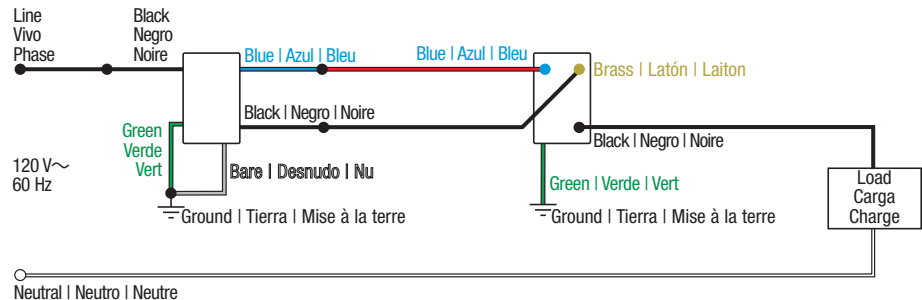 Line
Vivo
Phase
Black
Negro
Noire
Blue | Azul | Bleu
Blue | Azul | Bleu
Brass | Latón | Laiton
Black | Negro | Noire
Green
Verde
Vert
Black | Negro | Noire
120 V~
60 Hz
Bare | Desnudo | Nu
Green | Verde | Vert
Load
Carga
Charge
Ground | Tierra | Mise à la terre
Ground | Tierra | Mise à la terre
Neutral | Neutro | Neutre